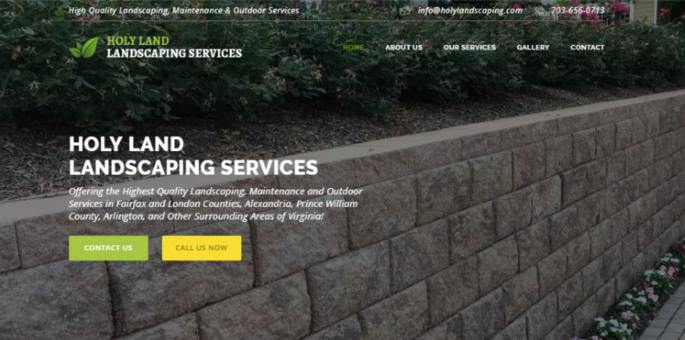 High Quality Landscaping, Maintenance & Outdoor Services
info@holylandscaping.com
703-656-0713
HOLY LAND
LANDSCAPING SERVICES
HOME
ABOUT US
OUR SERVICES
GALLERY
CONTACT
HOLY LAND
LANDSCAPING SERVICES
Offering the Highest Quality Landscaping, Maintenance and Outdoor
Services in Fairfax and London Counties, Alexandria, Prince William
County, Arlington, and Other Surrounding Areas of Virginia!
CONTACT US
CALL US NOW